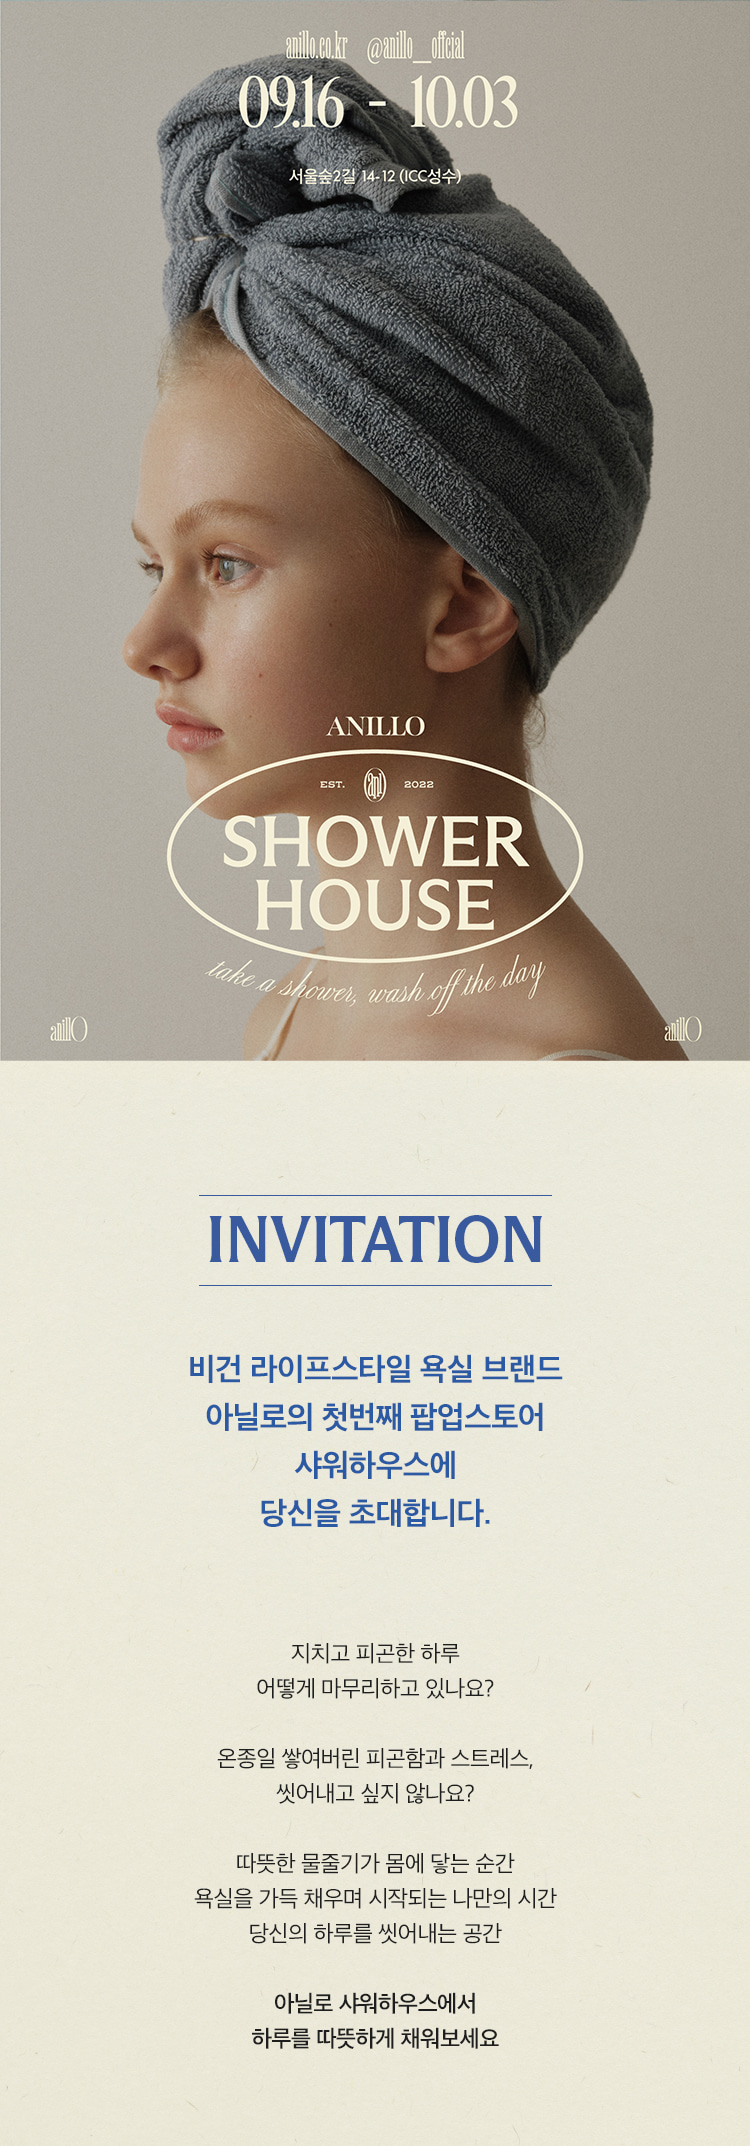 anillo.co.kr @anillo__offcial
09.16 - 10.03
서울숲2길 14-12 (ICC성수)
ANILLO
EST. anl 2022
SHOWER
HOUSE
take a shower, wash off the day
anillO anillO
INVITATION
비건 라이프스타일 욕실 브랜드
아닐로의 첫번째 팝업스토어
샤워하우스에
당신을 초대합니다.
지치고 피곤한 하루
어떻게 마무리하고 있나요?
온종일 쌓여버린 피곤함과 스트레스,
씻어내고 싶지 않나요?
따뜻한 물줄기가 몸에 닿는 순간
욕실을 가득 채우며 시작되는 나만의 시간
당신의 하루를 씻어내는 공간
아닐로 샤워하우스에서
하루를 따뜻하게 채워보세요